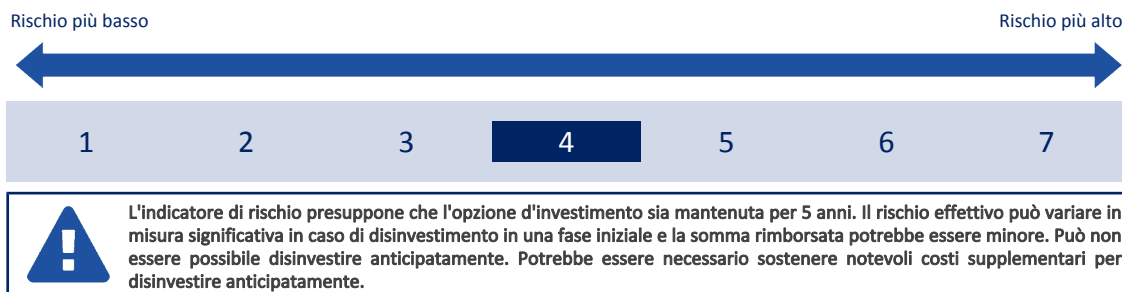 Rischio più basso
Rischio più alto
1 2 3 4 5 6 7
L'indicatore di rischio presuppone che l'opzione d'investimento sia mantenuta per 5 anni. Il rischio effettivo può variare in
misura significativa in caso di disinvestimento in una fase iniziale e la somma rimborsata potrebbe essere minore. Può non
essere possibile disinvestire anticipatamente. Potrebbe essere necessario sostenere notevoli costi supplementari per
disinvestire anticipatamente.